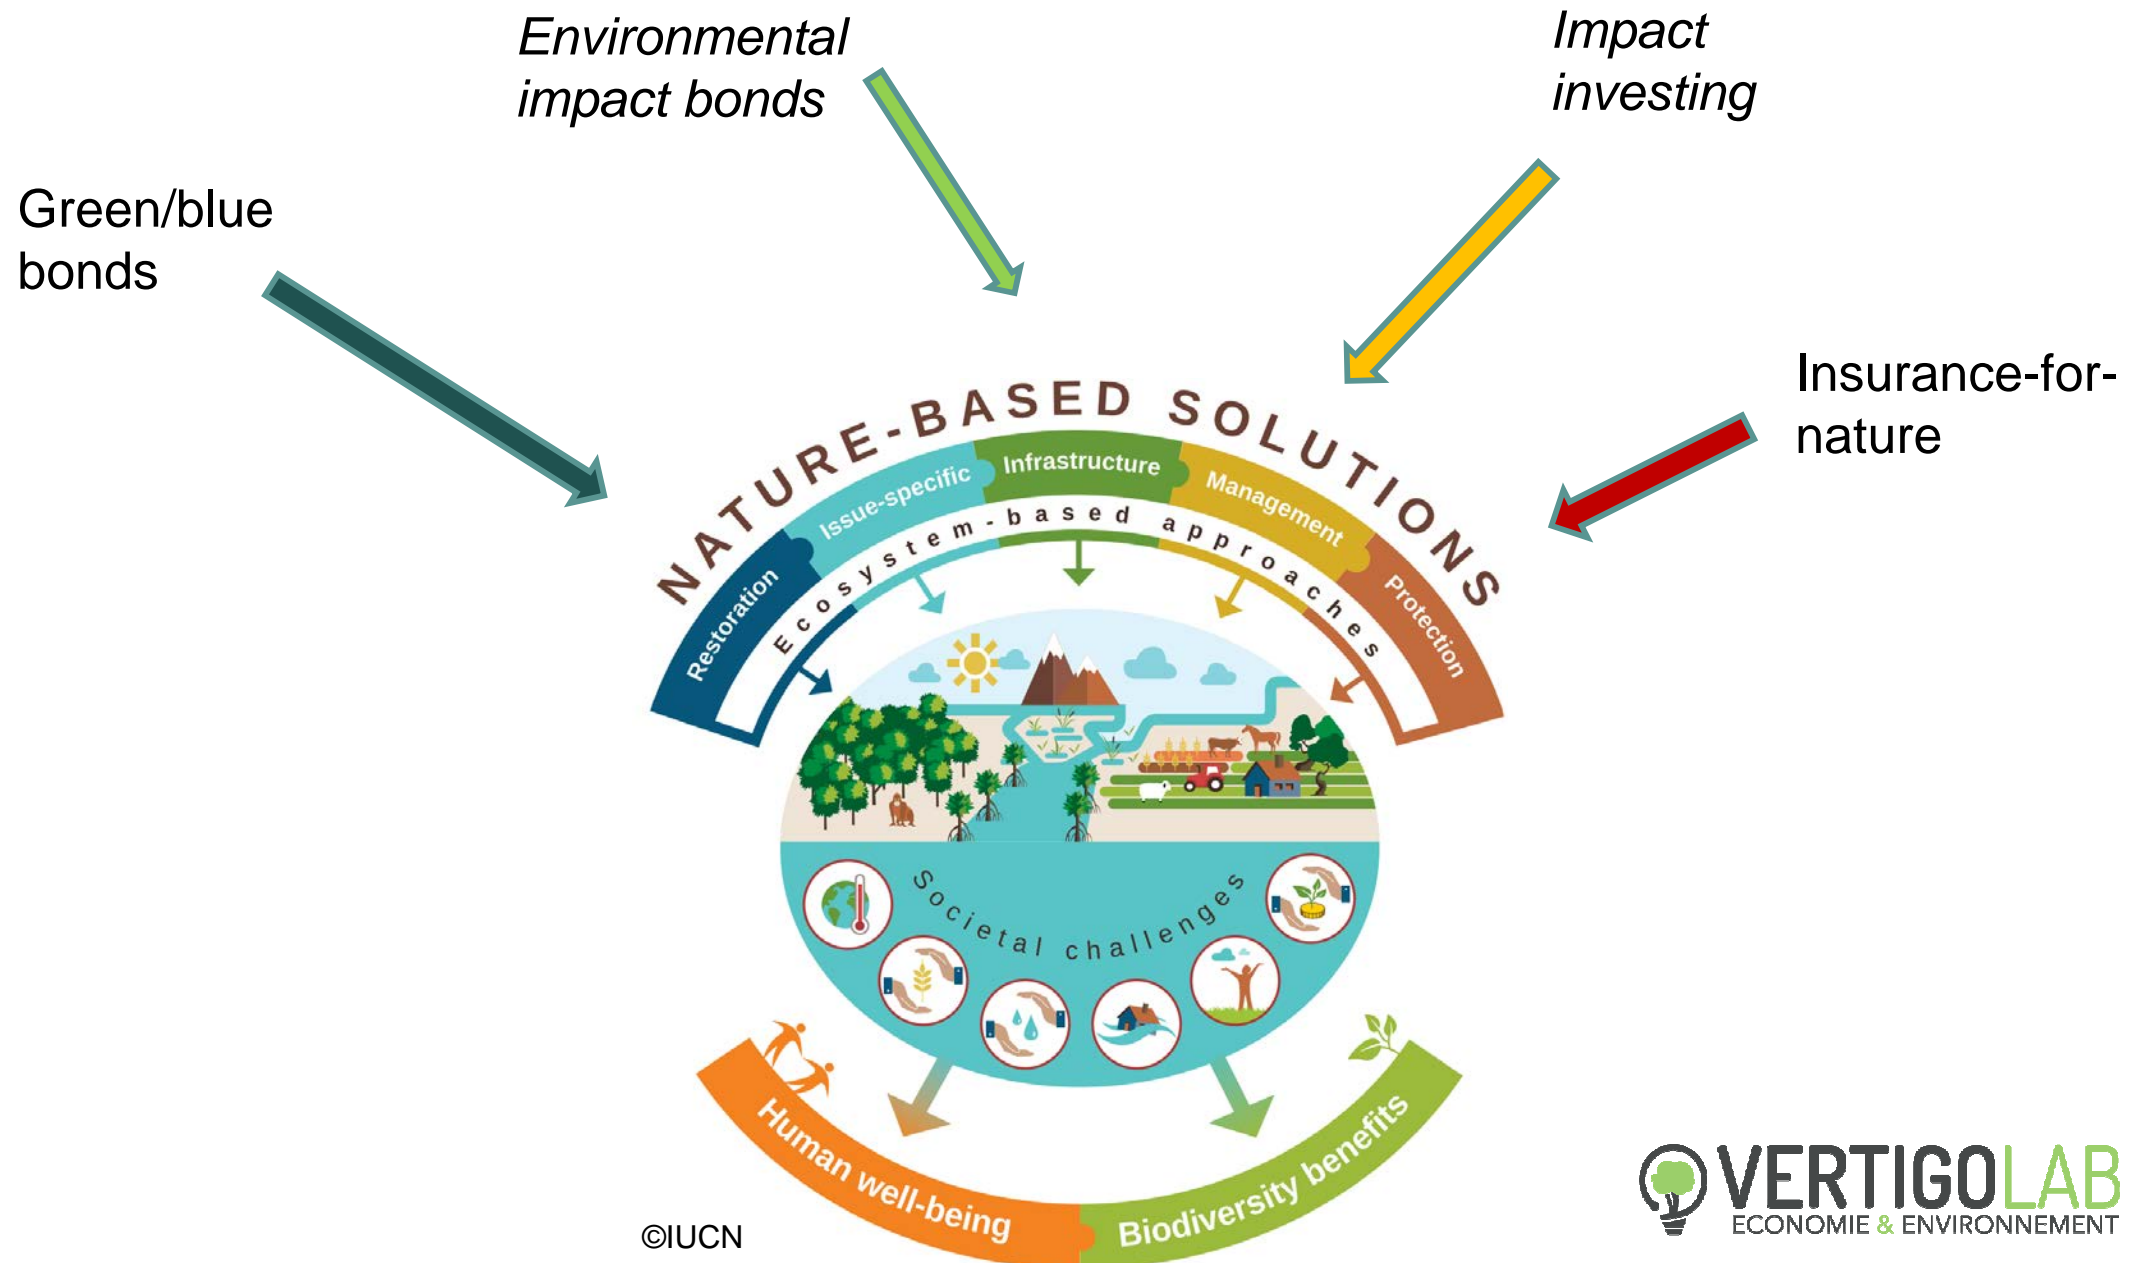 Environmental
impact bonds
Impact
investing
Green/blue
bonds
Insurance-for-
nature
NATURE-BASED SOLUTIONS
Restoration
Issue-specific
Infrastructure
Management
Protection
Ecosystem-based approaches
Societal challenges
Human well-being
Biodiversity benefits
©IUCN
VERTIGOLAB
ECONOMIE & ENVIRONNEMENT